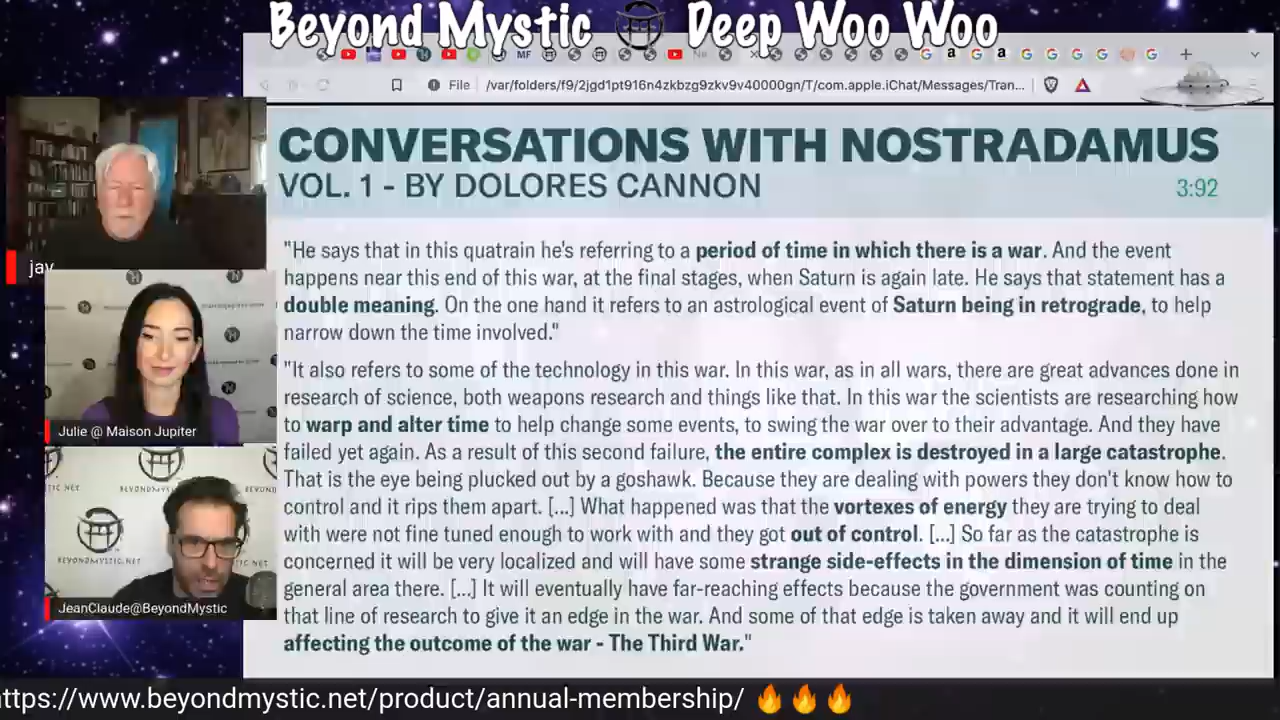 Beyond Mystic Deep Woo Woo
MF
File /var/folders/f9/2jgd1pt916n4zkbzg9zkv9v40000gn/T/com.apple.iChat/Messages/Tran...
CONVERSATIONS WITH NOSTRADAMUS
VOL. 1 - BY DOLORES CANNON
3:92
"He says that in this quatrain he's referring to a period of time in which there is a war. And the event
happens near this end of this war, at the final stages, when Saturn is again late. He says that statement has a
double meaning. On the one hand it refers to an astrological event of Saturn being in retrograde, to help
narrow down the time involved."
"It also refers to some of the technology in this war. In this war, as in all wars, there are great advances done in
research of science, both weapons research and things like that. In this war the scientists are researching how
to warp and alter time to help change some events, to swing the war over to their advantage. And they have
failed yet again. As a result of this second failure, the entire complex is destroyed in a large catastrophe.
That is the eye being plucked out by a goshawk. Because they are dealing with powers they don't know how to
control and it rips them apart. [...] What happened was that the vortexes of energy they are trying to deal
with were not fine tuned enough to work with and they got out of control. [...] So far as the catastrophe is
concerned it will be very localized and will have some strange side-effects in the dimension of time in the
general area there. [...] It will eventually have far-reaching effects because the government was counting on
that line of research to give it an edge in the war. And some of that edge is taken away and it will end up
affecting the outcome of the war - The Third War."
jay
Julie @ Maison Jupiter
BEYONDMYSTIC.NET
JeanClaude@BeyondMystic
ttps://www.beyondmystic.net/product/annual-membership/ 🔥🔥🔥